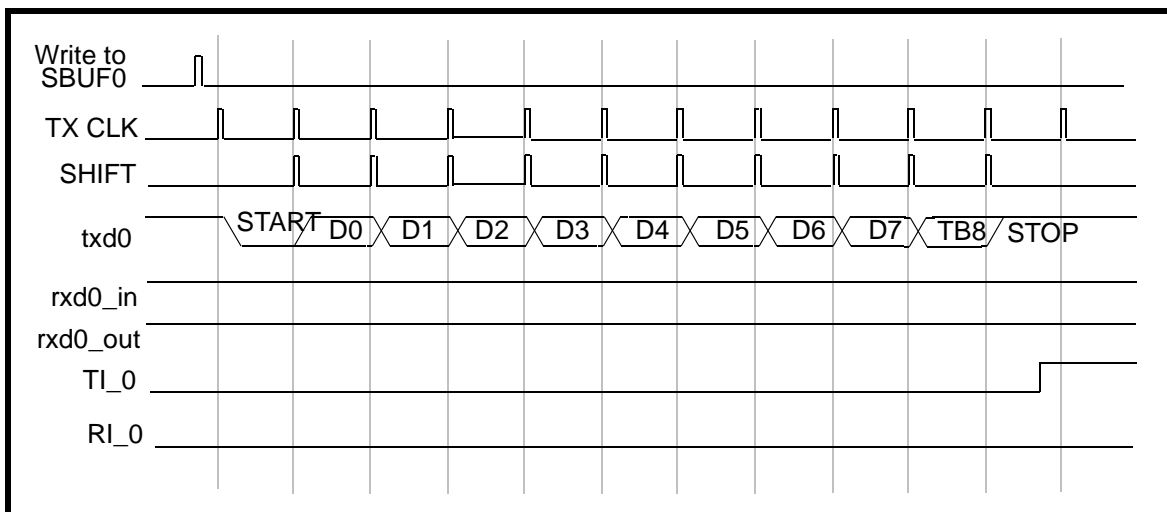 Write to
SBUF0
TX CLK
SHIFT
txd0 START D0 D1 D2 D3 D4 D5 D6 D7 TB8 STOP
rxd0_in
rxd0_out
TI_0
RI_0